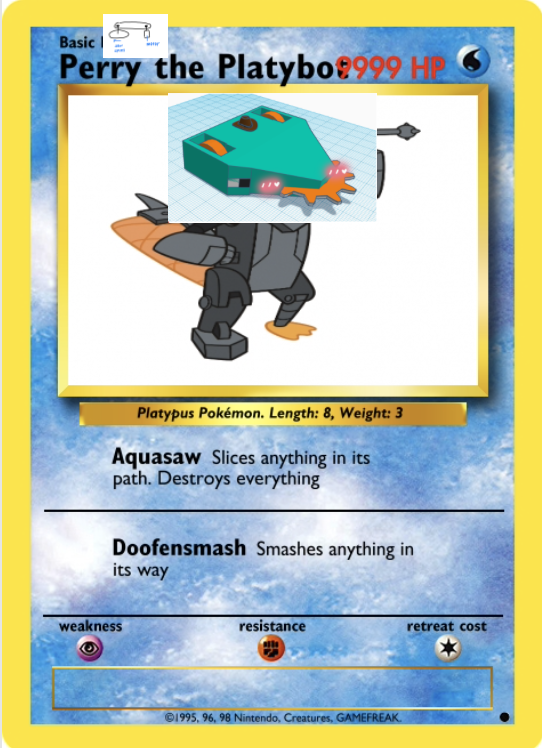 Basic
Perry the Platybot
9999 HP
Platypus Pokémon. Length: 8, Weight: 3
Aquasaw Slices anything in its
path. Destroys everything
Doofensmash Smashes anything in
its way
weakness
resistance
retreat cost
©1995, 96, 98 Nintendo, Creatures, GAMEFREAK.